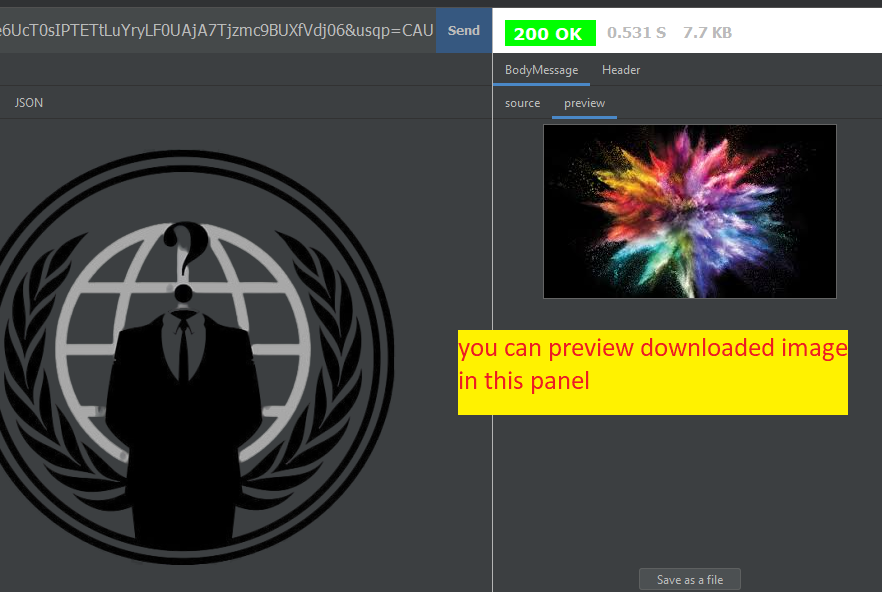 e6UcT0sIPTETtLuYryLF0UAjA7Tjzmc9BUXfVdj06&usqp=CAU
Send
200 OK
0.531 S
7.7 KB
BodyMessage
Header
JSON
source
preview
?
you can preview downloaded image
in this panel
Save as a file